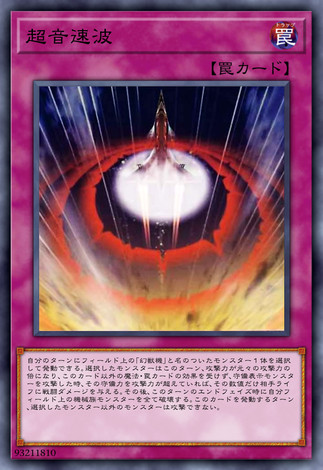 超音速波
トラップ
罠
【罠カード】
自分のターンにフィールド上の「幻獣機」と名のついたモンスター１体を選択
して発動できる。選択したモンスターはこのターン、攻撃力が元々の攻撃力の
倍になり、このカード以外の魔法・罠カードの効果を受けず、守備表示モンスタ
ーを攻撃した時、その守備力を攻撃力が超えていれば、その数値だけ相手ライ
フに戦闘ダメージを与える。その後、このターンのエンドフェイズ時に自分フィ
ールド上の機械族モンスターを全て破壊する。このカードを発動するターン
、選択したモンスター以外のモンスターは攻撃できない。
93211810